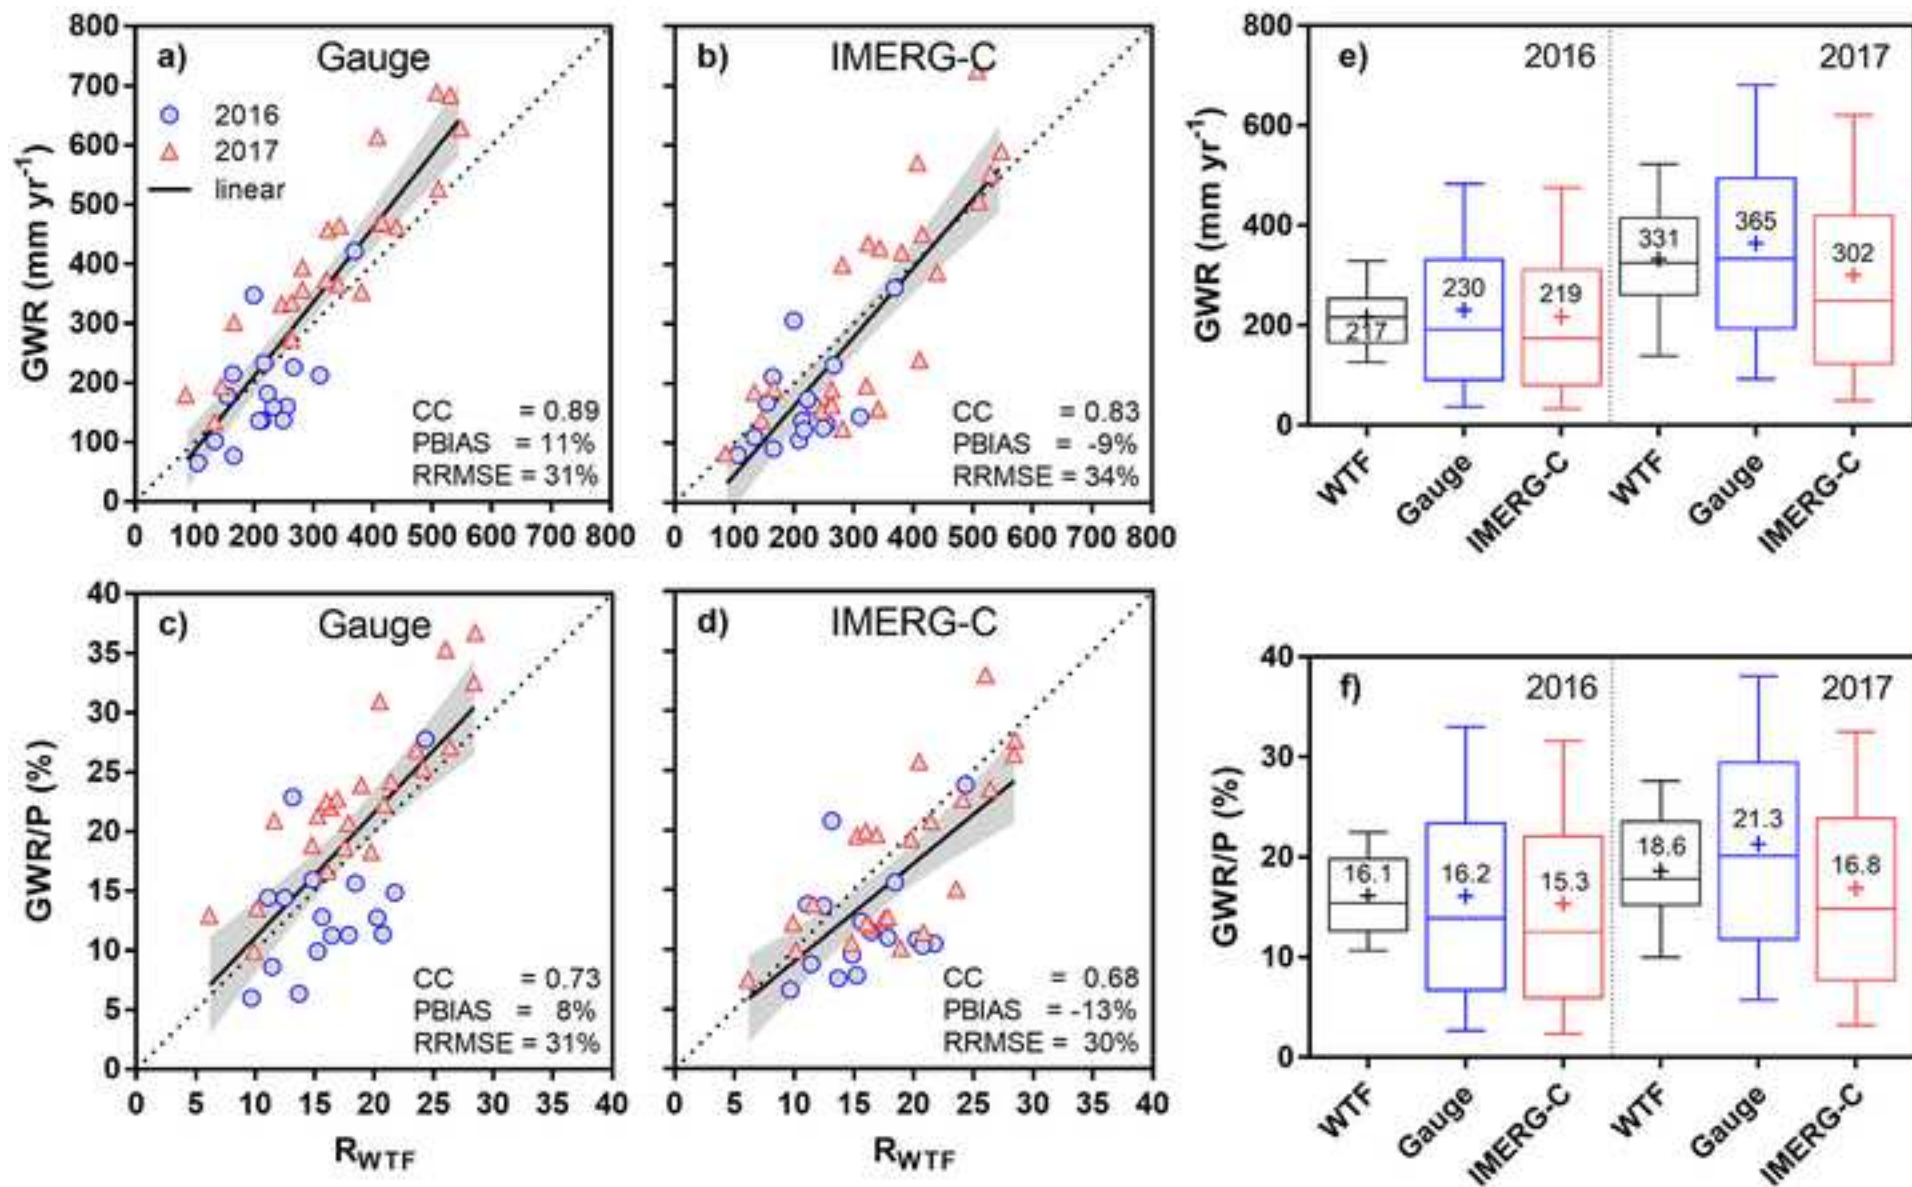 a) Gauge
800
700
600
500
400
300
200
100
0
GWR (mm yr-1)
2016
2017
linear
CC = 0.89
PBIAS = 11%
RRMSE = 31%
0 100 200 300 400 500 600 700 800
b) IMERG-C
CC = 0.83
PBIAS = -9%
RRMSE = 34%
0 100 200 300 400 500 600 700 800
e) 2016 2017
800
600
400
200
0
GWR (mm yr-1)
217
230
219
331
365
302
WTF
Gauge
IMERG-C
WTF
Gauge
IMERG-C
c) Gauge
40
35
30
25
20
15
10
5
0
GWR/P (%)
CC = 0.73
PBIAS = 8%
RRMSE = 31%
0 5 10 15 20 25 30 35 40
RWTF
d) IMERG-C
CC = 0.68
PBIAS = -13%
RRMSE = 30%
0 5 10 15 20 25 30 35 40
RWTF
f) 2016 2017
40
30
20
10
0
GWR/P (%)
16.1
16.2
15.3
18.6
21.3
16.8
WTF
Gauge
IMERG-C
WTF
Gauge
IMERG-C